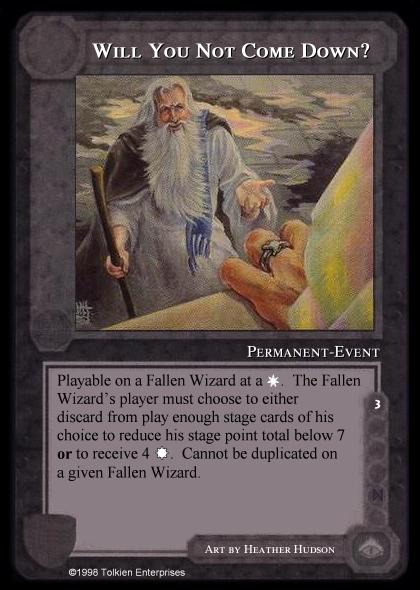 Will You Not Come Down?
Permanent-Event
Playable on a Fallen Wizard at a ✷. The Fallen
Wizard's player must choose to either
discard from play enough stage cards of his
choice to reduce his stage point total below 7
or to receive 4 ✹. Cannot be duplicated on
a given Fallen Wizard.
3
N
Art by Heather Hudson
©1998 Tolkien Enterprises